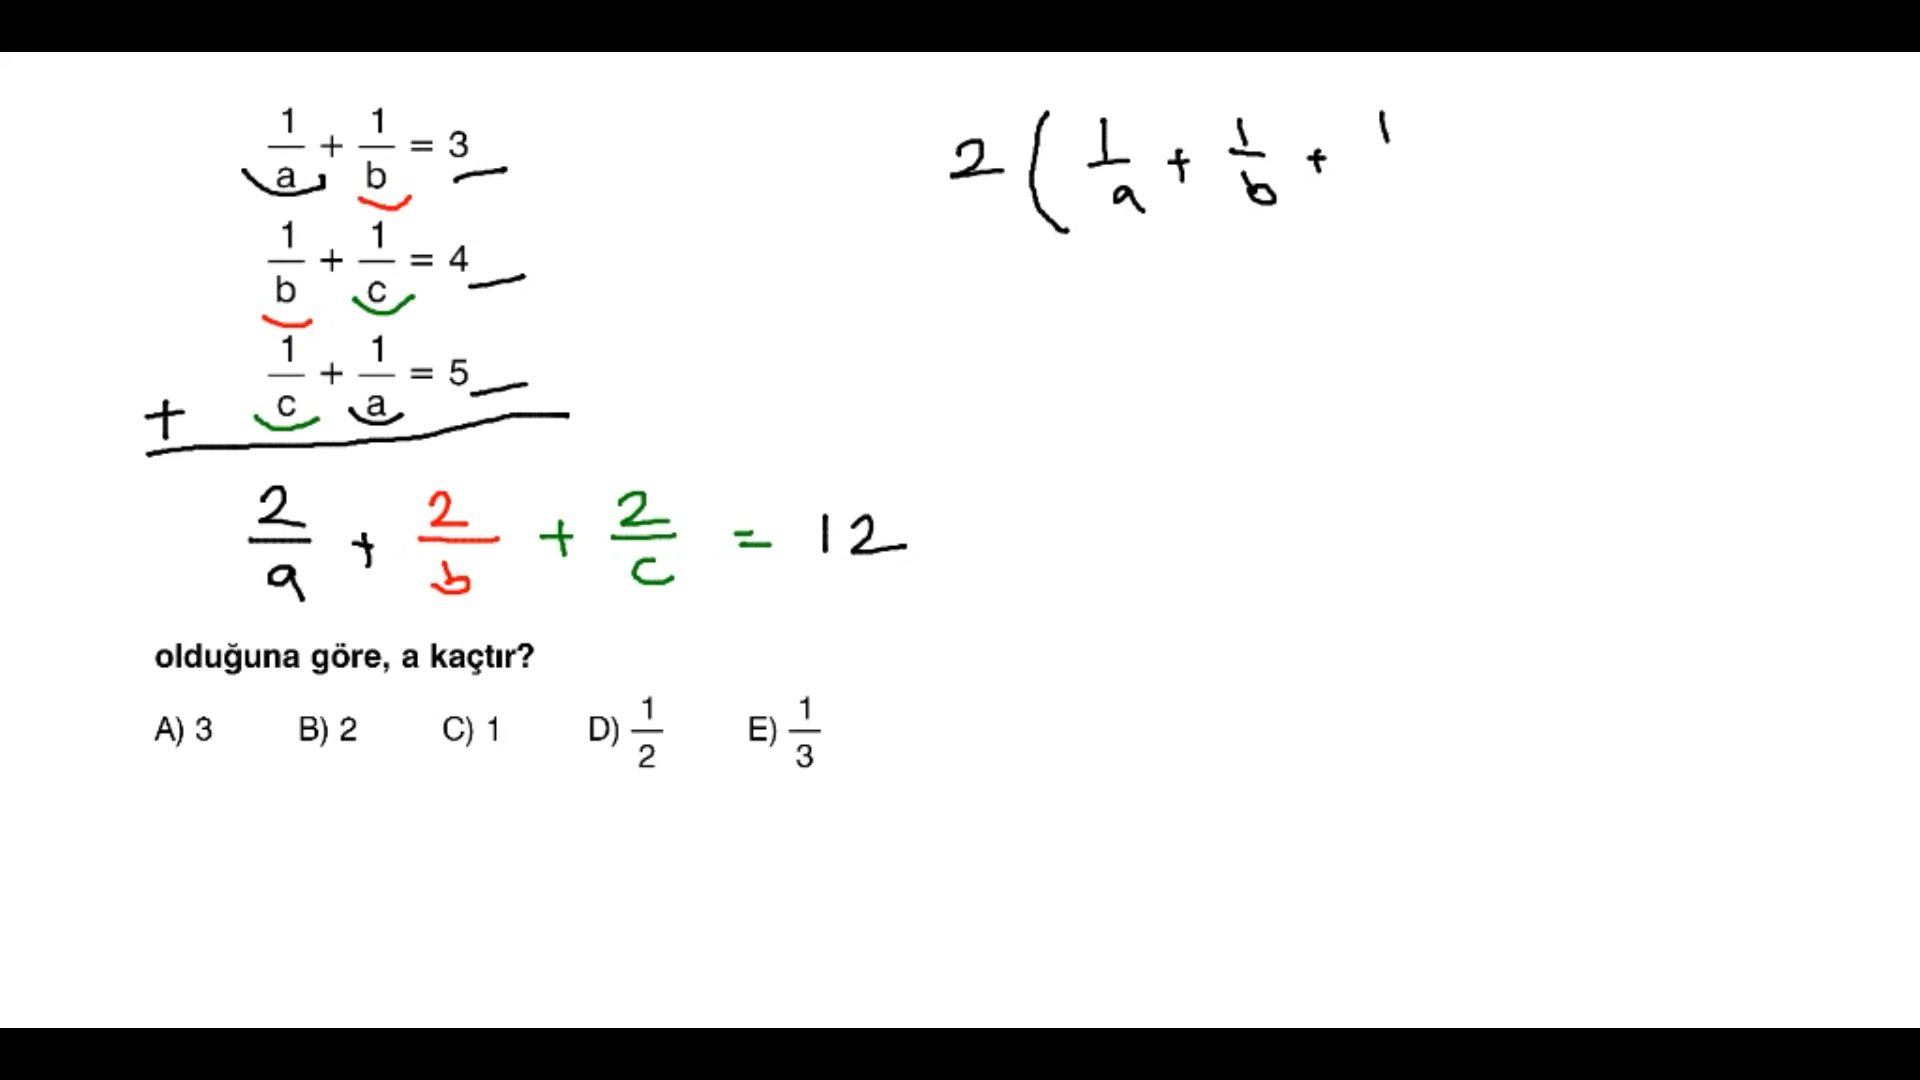 1/a + 1/b = 3
1/b + 1/c = 4
1/c + 1/a = 5
+
2/a + 2/b + 2/c = 12
olduğuna göre, a kaçtır?
A) 3 B) 2 C) 1 D) 1/2 E) 1/3
2 ( 1/a + 1/b + 1